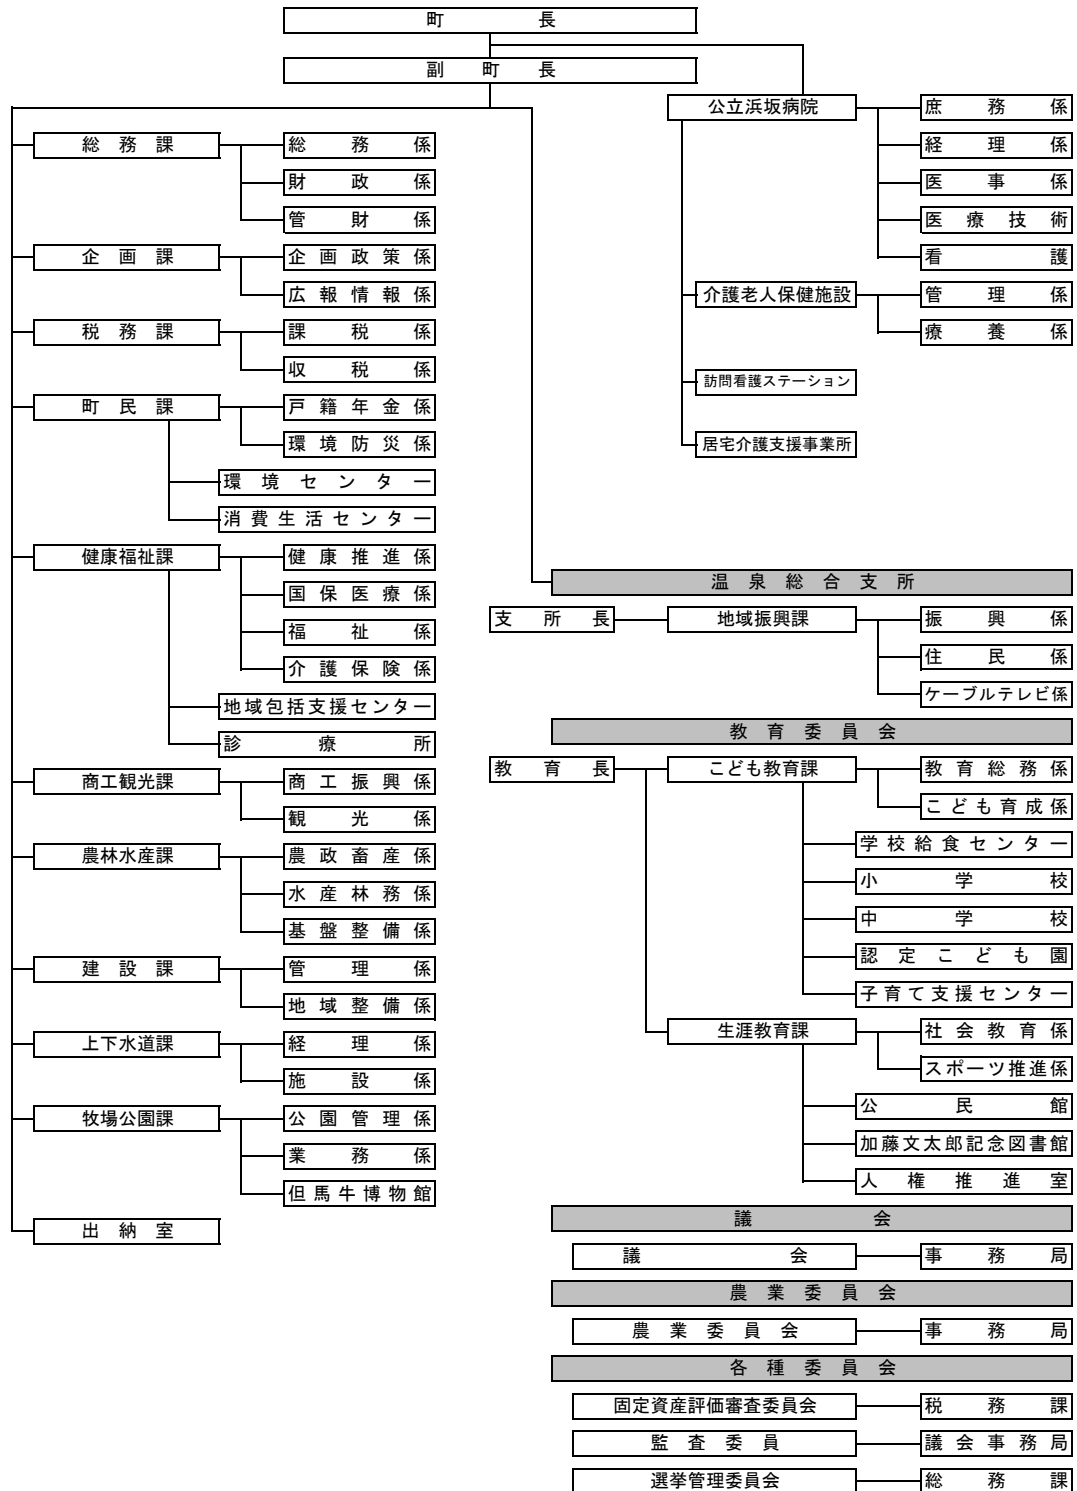 町長
副町長
総務課
総務係
財政係
管財係
企画課
企画政策係
広報情報係
税務課
課税係
収税係
町民課
戸籍年金係
環境防災係
環境センター
消費生活センター
健康福祉課
健康推進係
国保医療係
福祉係
介護保険係
地域包括支援センター
診療所
商工観光課
商工振興係
観光係
農林水産課
農政畜産係
水産林務係
基盤整備係
建設課
管理係
地域整備係
上下水道課
経理係
施設係
牧場公園課
公園管理係
業務係
但馬牛博物館
出納室
公立浜坂病院
庶務係
経理係
医事係
医療技術
看護
介護老人保健施設
管理係
療養係
訪問看護ステーション
居宅介護支援事業所
温泉総合支所
支所長
地域振興課
振興係
住民係
ケーブルテレビ係
教育委員会
教育長
こども教育課
教育総務係
こども育成係
学校給食センター
小学校
中学校
認定こども園
子育て支援センター
生涯教育課
社会教育係
スポーツ推進係
公民館
加藤文太郎記念図書館
人権推進室
議会
議会
事務局
農業委員会
農業委員会
事務局
各種委員会
固定資産評価審査委員会
税務課
監査委員
議会事務局
選挙管理委員会
総務課